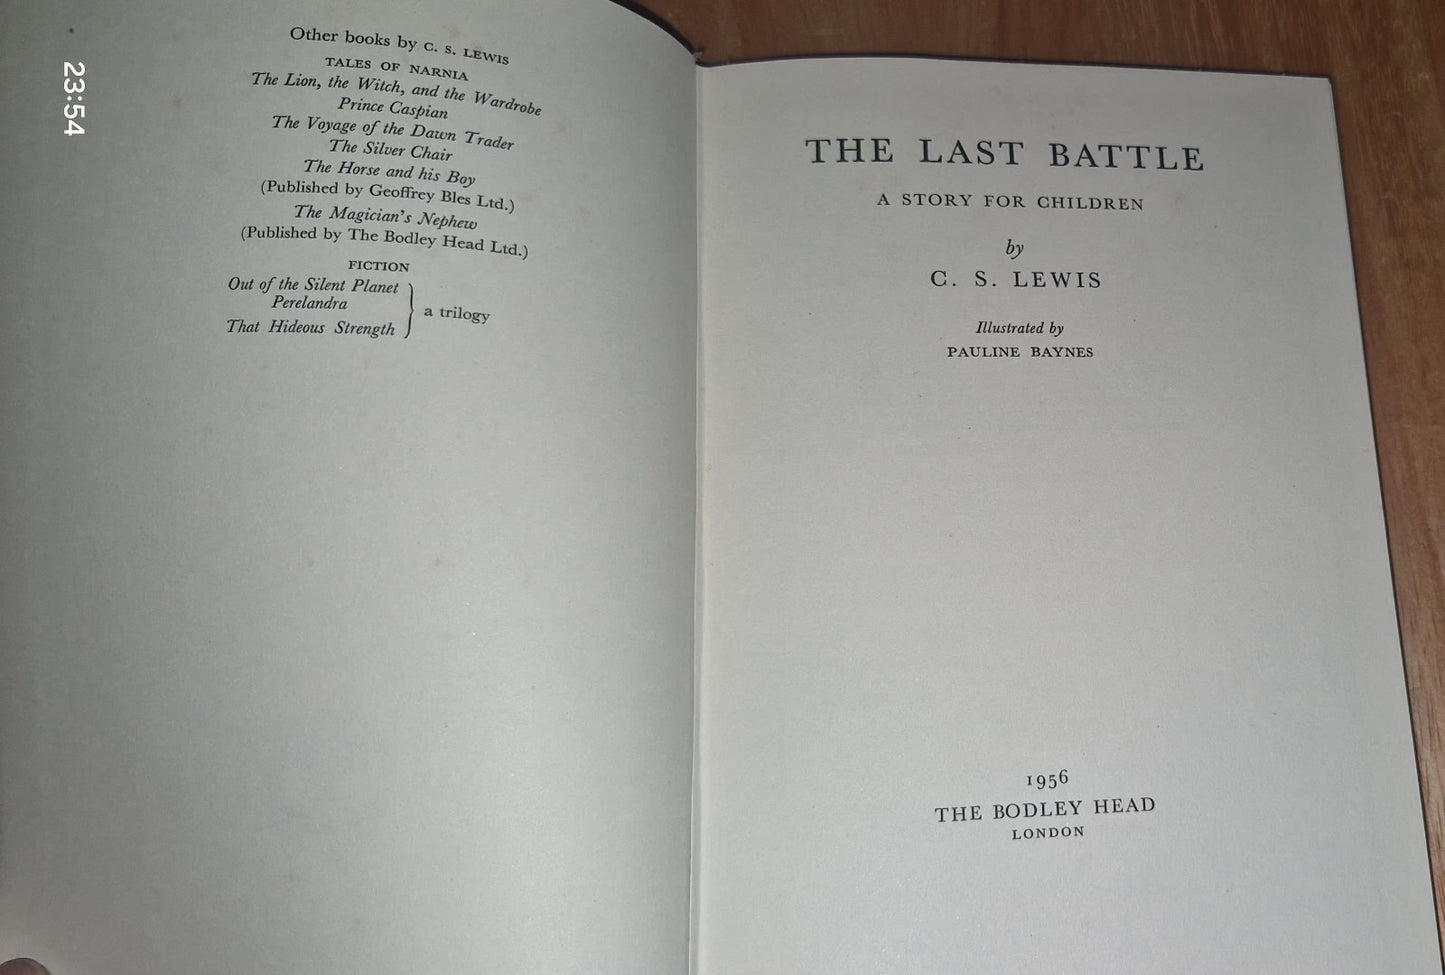 23:54
Other books by C. S. LEWIS
TALES OF NARNIA
The Lion, the Witch, and the Wardrobe
Prince Caspian
The Voyage of the Dawn Trader
The Silver Chair
The Horse and his Boy
(Published by Geoffrey Bles Ltd.)
The Magician's Nephew
(Published by The Bodley Head Ltd.)
FICTION
Out of the Silent Planet
Perelandra
a trilogy
That Hideous Strength
THE LAST BATTLE
A STORY FOR CHILDREN
by
C. S. LEWIS
Illustrated by
PAULINE BAYNES
1956
THE BODLEY HEAD
LONDON